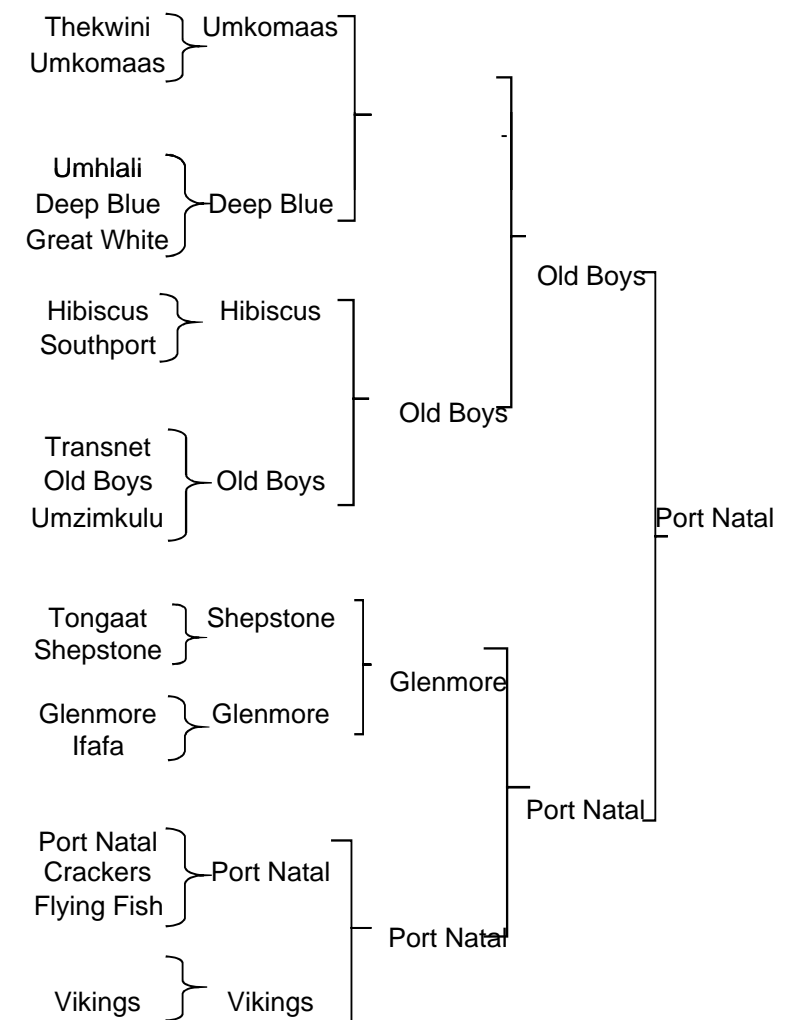 Thekwini
Umkomaas
Umkomaas
Umhlali
Deep Blue
Great White
Deep Blue
Hibiscus
Southport
Hibiscus
Transnet
Old Boys
Umzimkulu
Old Boys
-
Old Boys
Old Boys
Tongaat
Shepstone
Shepstone
Glenmore
Ifafa
Glenmore
Glenmore
Port Natal
Crackers
Flying Fish
Port Natal
Vikings
Vikings
Port Natal
Port Natal
Port Natal